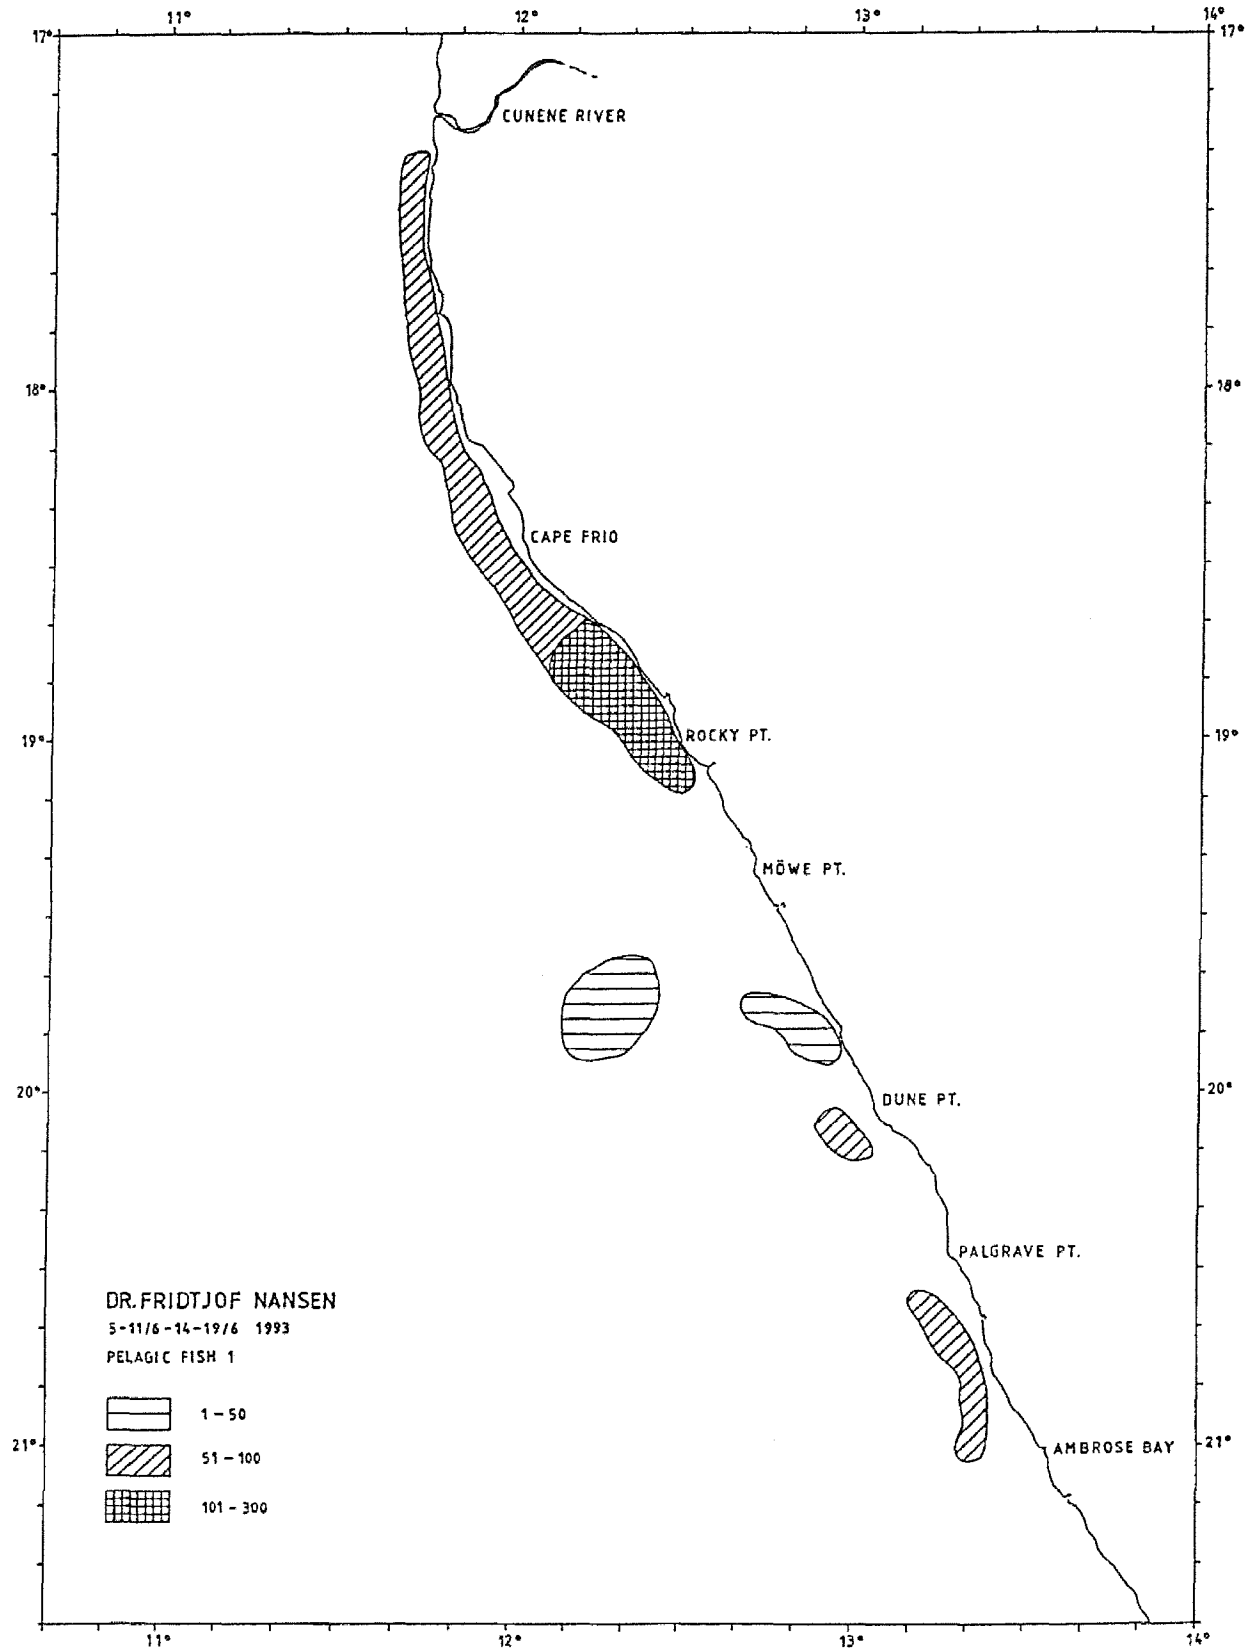 11° 12° 13° 14°
17° 17°
CUNENE RIVER
18° 18°
CAPE FRIO
ROCKY PT.
19° 19°
MÖWE PT.
20° 20°
DUNE PT.
PALGRAVE PT.
DR. FRIDTJOF NANSEN
5-11/6-14-19/6 1993
PELAGIC FISH 1
1-50
21° 21°
AMBROSE BAY
51-100
101-300
11° 12° 13° 14°